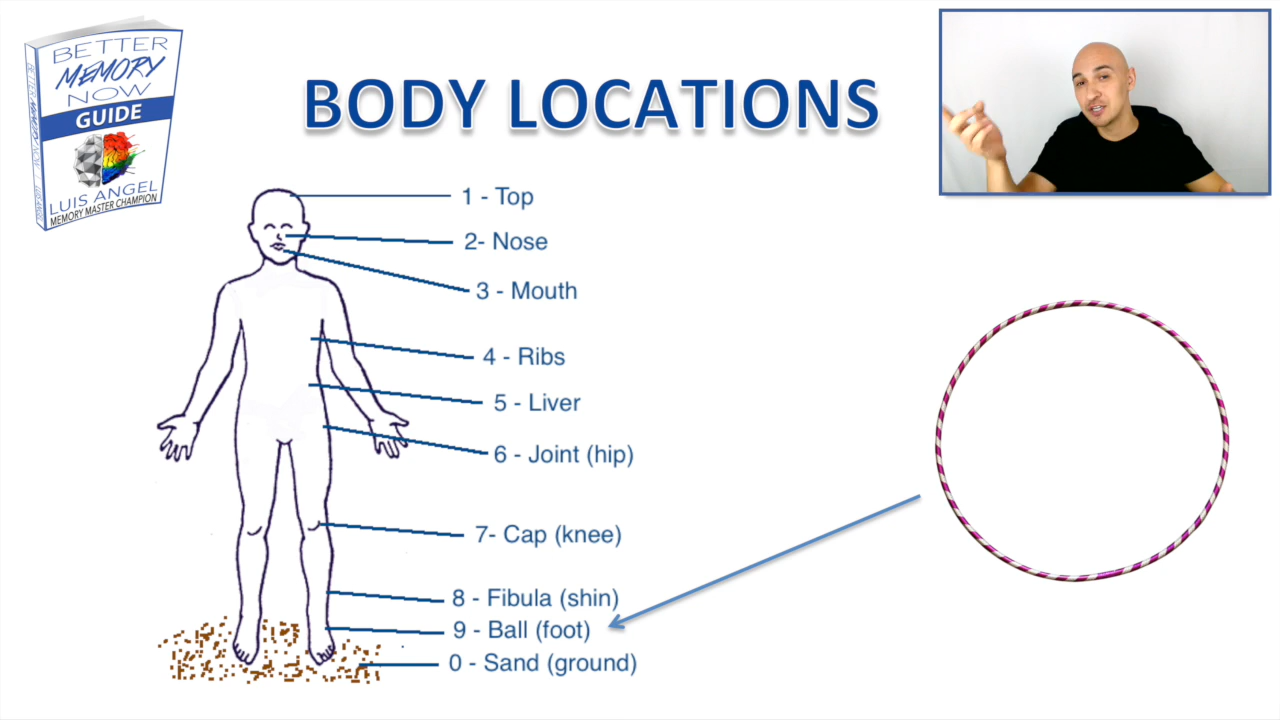 BETTER
MEMORY
NOW
GUIDE
LUIS ANGEL
MEMORY MASTER CHAMPION
BODY LOCATIONS
1 - Top
2- Nose
3 - Mouth
4 - Ribs
5 - Liver
6 - Joint (hip)
7- Cap (knee)
8 - Fibula (shin)
9 - Ball (foot)
0 - Sand (ground)